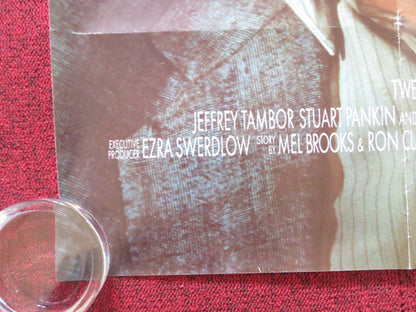 TWE
JEFFREY TAMBOR STUART PANKIN AND
EXECUTIVE PRODUCER EZRA SWERDLOW STORY BY MEL BROOKS & RON CL